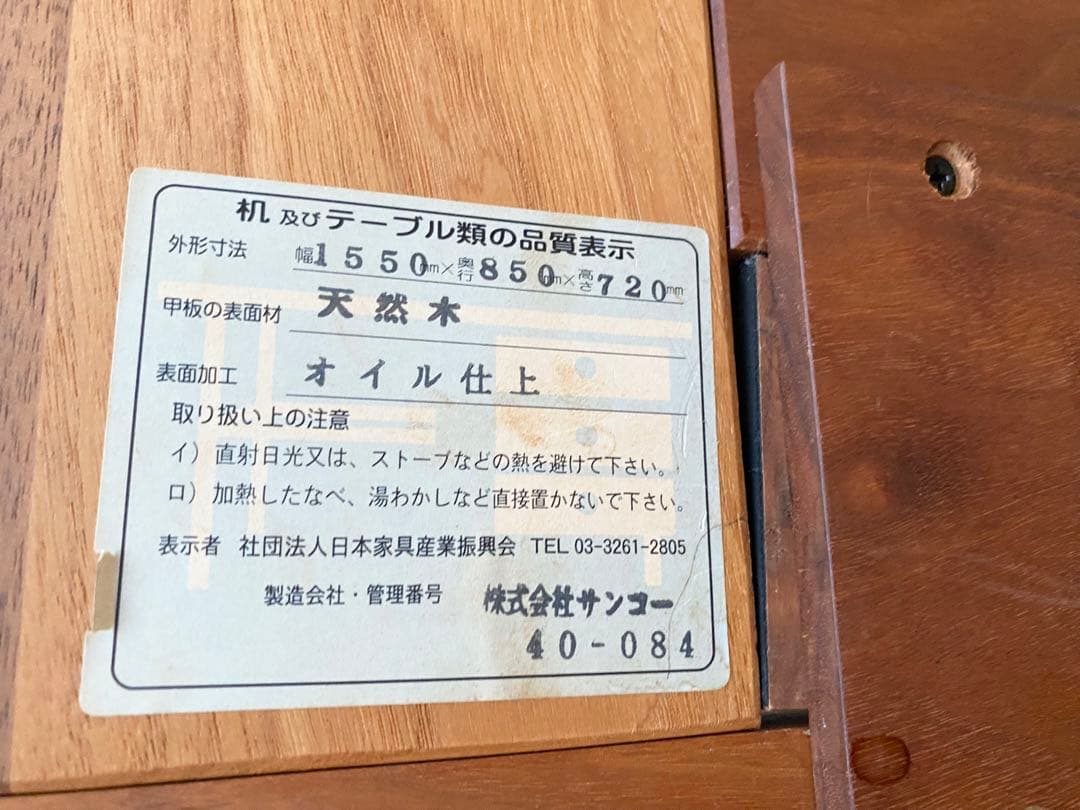 机及びテーブル類の品質表示
外形寸法 幅1550mm×奥行850mm×高さ720mm
甲板の表面材 天然木
表面加工 オイル仕上
取り扱い上の注意
イ）直射日光又は、ストーブなどの熱を避けて下さい。
ロ）加熱したなべ、湯わかしなど直接置かないで下さい。
表示者 社団法人日本家具産業振興会 TEL 03-3261-2805
製造会社・管理番号 株式会社サンコー
40-084